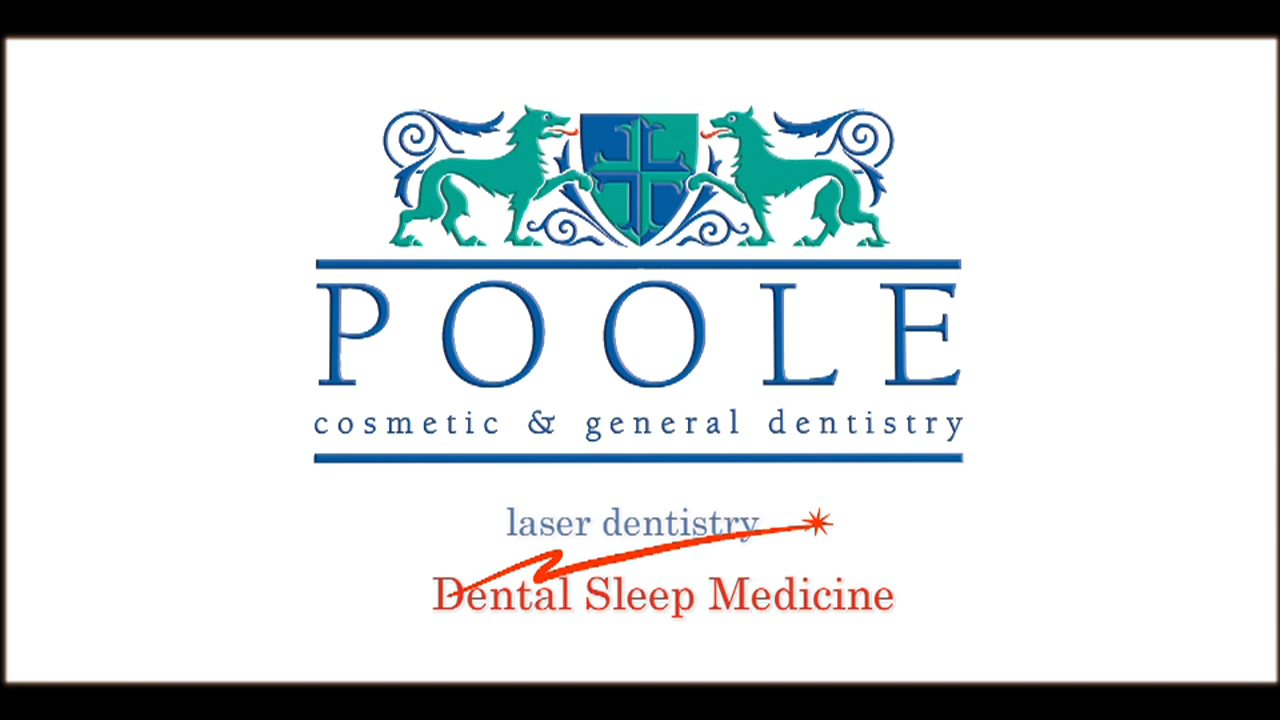 POOLE
cosmetic & general dentistry
laser dentistry
Dental Sleep Medicine